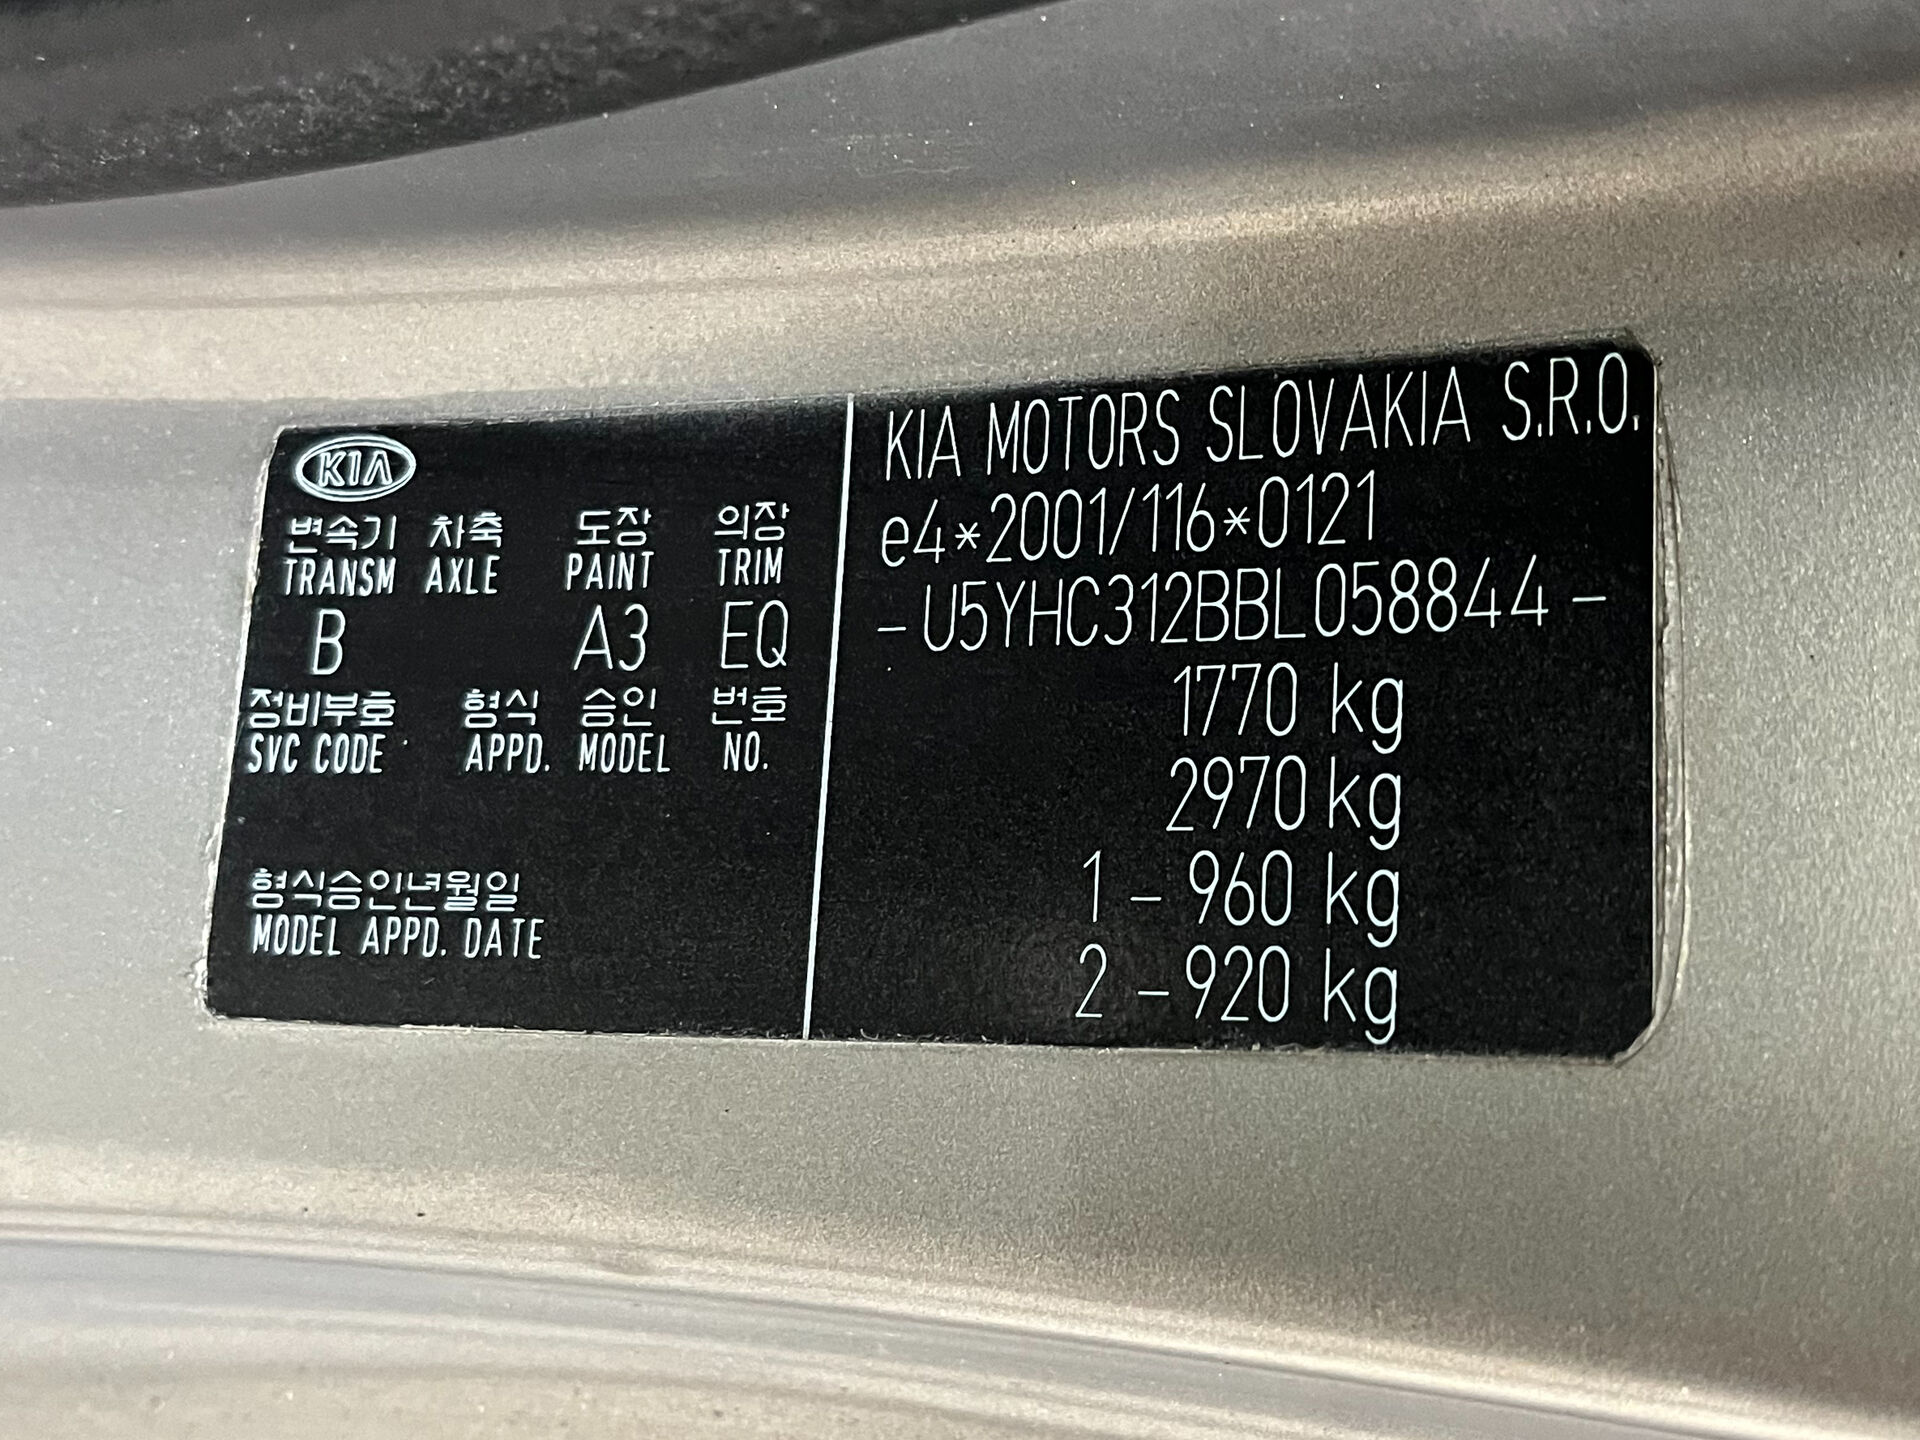 KIA
변속기 차축 도장 의장
TRANSM AXLE PAINT TRIM
B A3 EQ
정비부호 형식 승인 번호
SVC CODE APPD. MODEL NO.
형식승인년월일
MODEL APPD. DATE
KIA MOTORS SLOVAKIA S.R.O.
e4*2001/116*0121
-U5YHC312BBL058844-
1770 kg
2970 kg
1 - 960 kg
2 - 920 kg